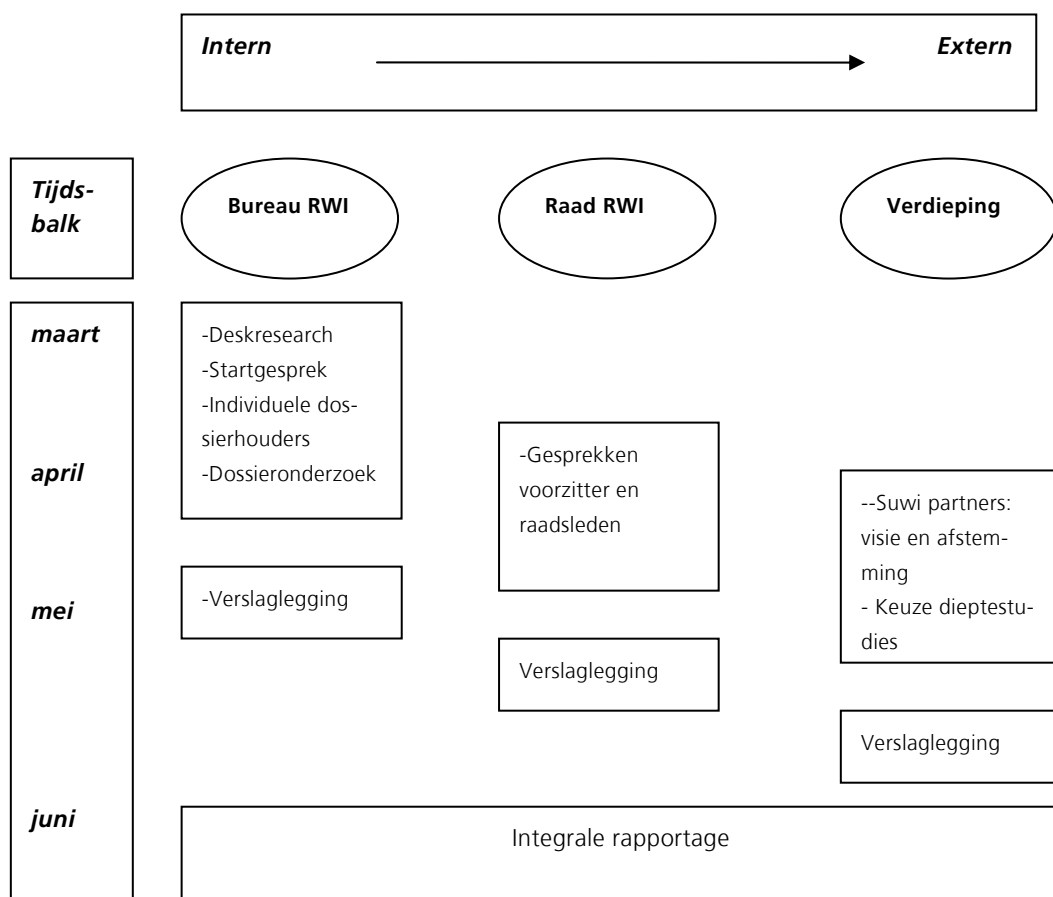 Intern
Extern
Tijds-
balk
Bureau RWI
Raad RWI
Verdieping
maart
april
mei
juni
-Deskresearch
-Startgesprek
-Individuele dos-
sierhouders
-Dossieronderzoek
-Verslaglegging
-Gesprekken
voorzitter en
raadsleden
Verslaglegging
--Suwi partners:
visie en afstem-
ming
- Keuze dieptestu-
dies
Verslaglegging
Integrale rapportage